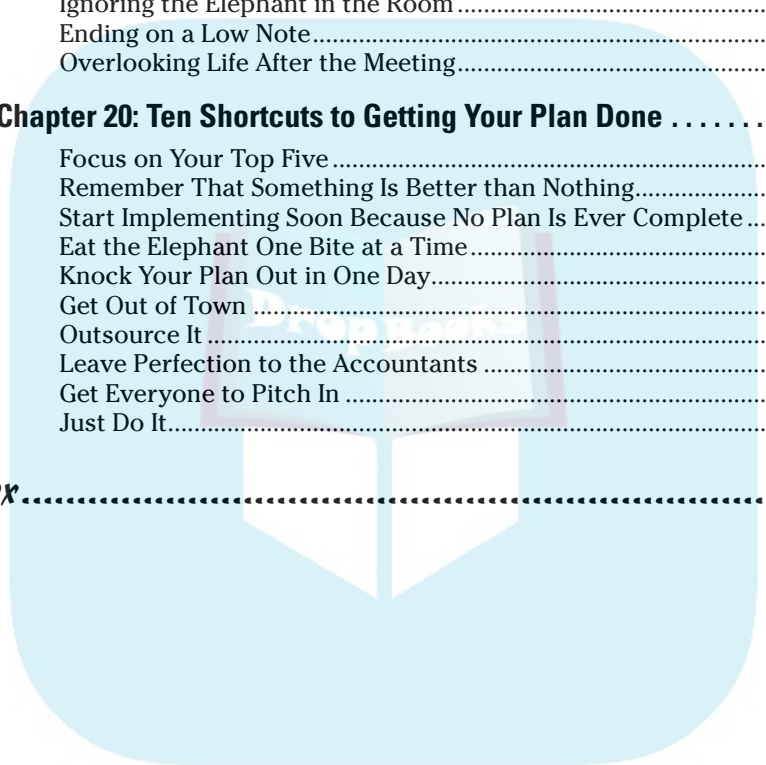 Ignoring the Elephant in the Room..........................................................
Ending on a Low Note................................................................................
Overlooking Life After the Meeting..........................................................
Chapter 20: Ten Shortcuts to Getting Your Plan Done . . . . . . .
Focus on Your Top Five.............................................................................
Remember That Something Is Better than Nothing.......................
Start Implementing Soon Because No Plan Is Ever Complete ...
Eat the Elephant One Bite at a Time......................................................
Knock Your Plan Out in One Day............................................................
Get Out of Town .........................................................................................
DropBooks
Outsource It ................................................................................................
Leave Perfection to the Accountants ...................................................
Get Everyone to Pitch In ..........................................................................
Just Do It......................................................................................................